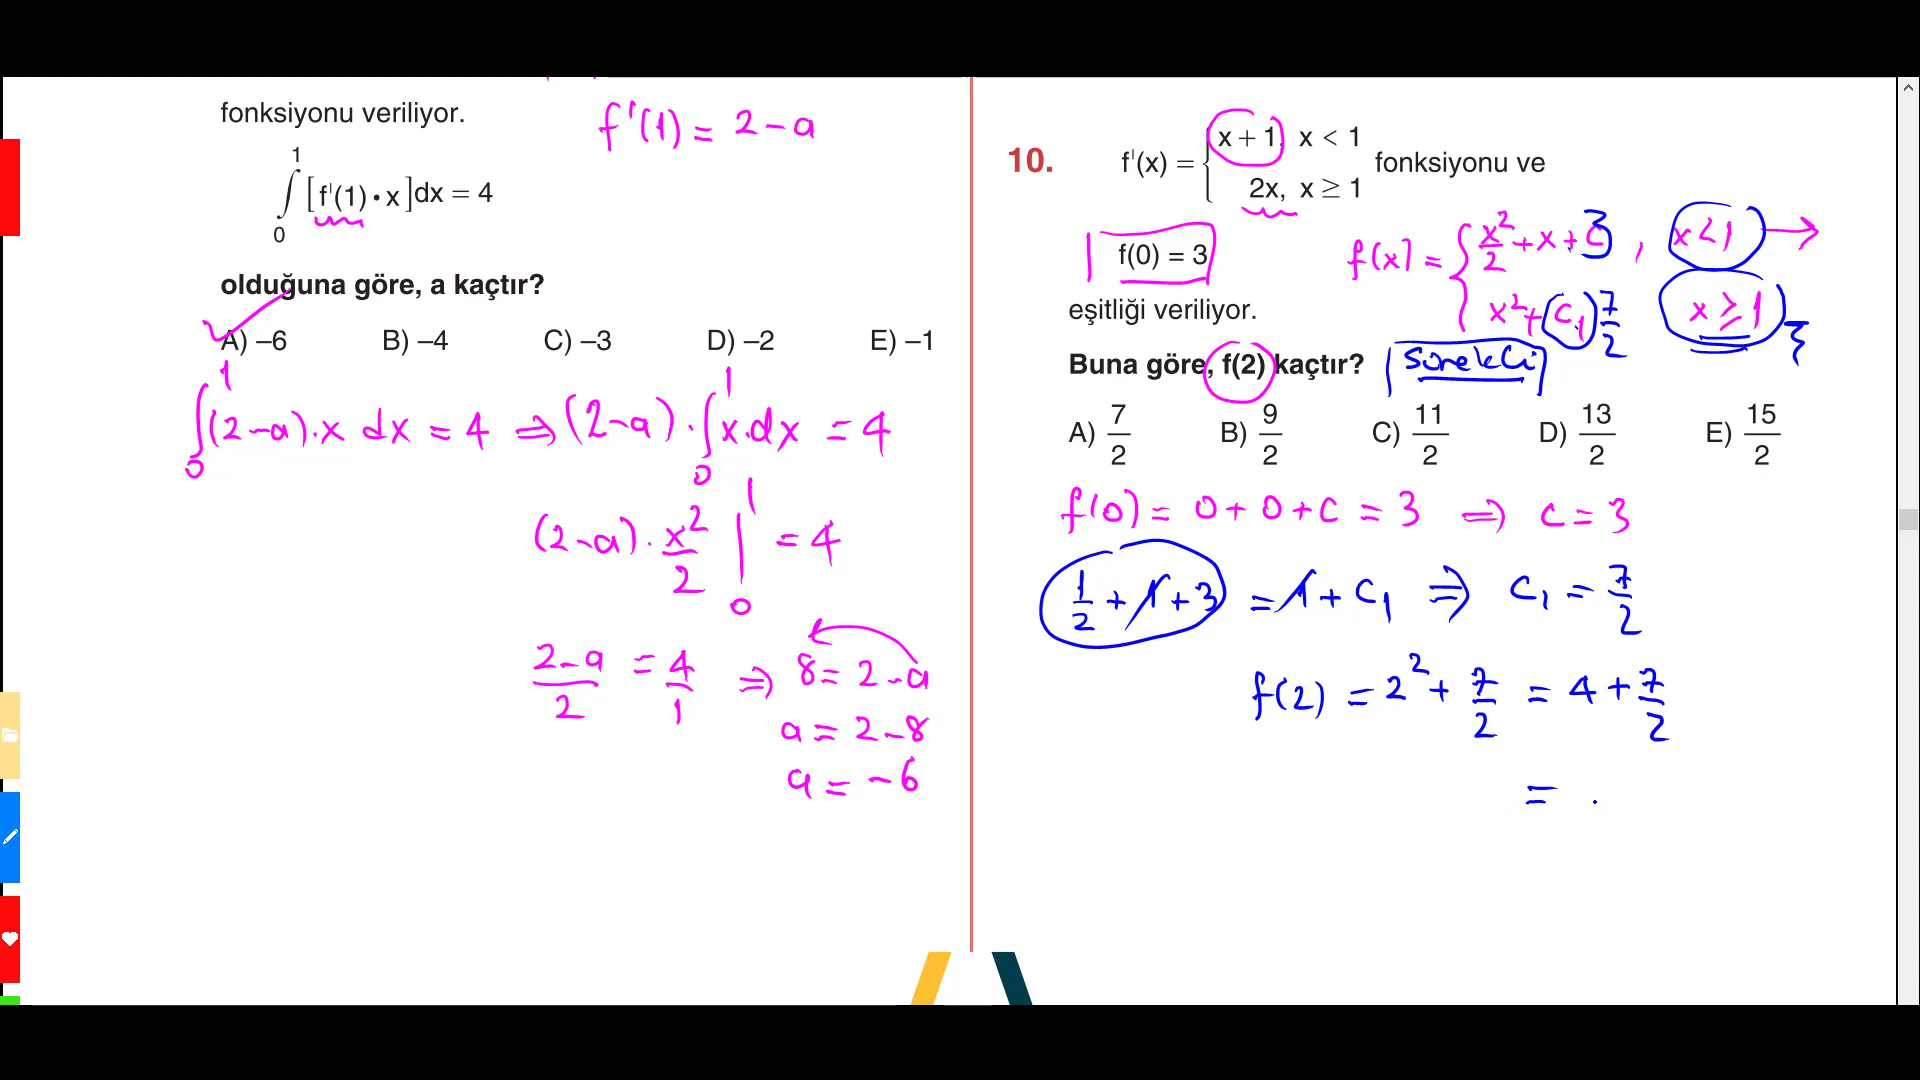 fonksiyonu veriliyor.
f'(1) = 2-a
1
∫ [f'(1) • x] dx = 4
0
olduğuna göre, a kaçtır?
A) –6 B) –4 C) –3 D) –2 E) –1
1
∫ (2-a).x dx = 4 ⇒ (2-a) . ∫ x.dx = 4
0
(2-a) . x²/2 |₀¹ = 4
2-a/2 = 4/1 ⇒ 8 = 2-a
a = 2-8
a = -6
10. f'(x) = { x + 1, x < 1
2x, x ≥ 1 fonksiyonu ve
f(0) = 3
f(x) = { x²/2 + x + 3, x < 1
x² + c₁ 7/2 x ≥ 1
eşitliği veriliyor.
Buna göre, f(2) kaçtır?
Sürekli
A) 7/2 B) 9/2 C) 11/2 D) 13/2 E) 15/2
f(0) = 0 + 0 + c = 3 ⇒ c = 3
1/2 + 1 + 3 = 1 + c₁ ⇒ c₁ = 7/2
f(2) = 2² + 7/2 = 4 + 7/2
= .